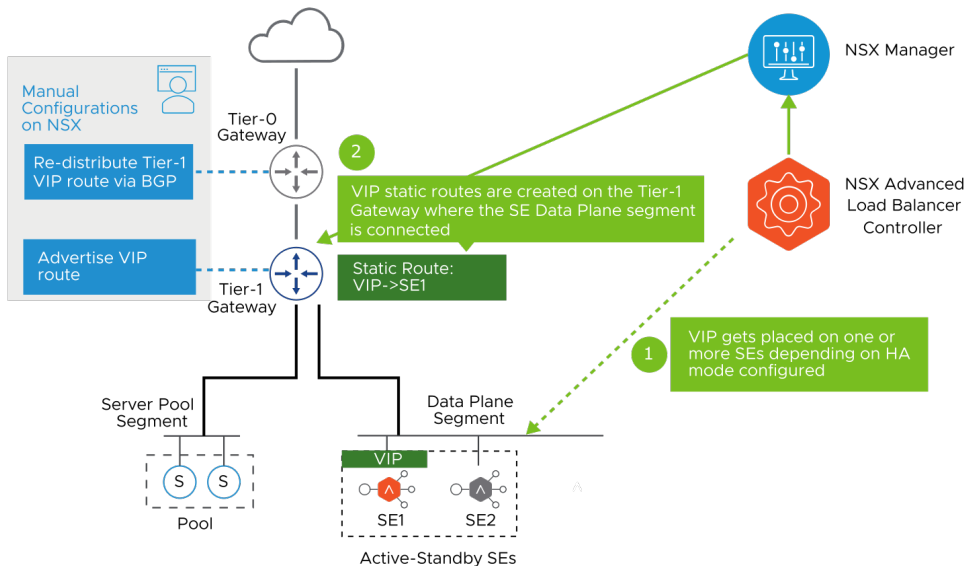 NSX Manager
Manual
Configurations
on NSX
Tier-0
Gateway
Re-distribute Tier-1
VIP route via BGP
2
VIP static routes are created on the Tier-1
Gateway where the SE Data Plane segment
is connected
NSX Advanced
Load Balancer
Controller
Advertise VIP
route
Static Route:
VIP->SE1
Tier-1
Gateway
1
VIP gets placed on one or
more SEs depending on HA
mode configured
Server Pool
Segment
Data Plane
Segment
VIP
S
S
SE1
SE2
Pool
Active-Standby SEs